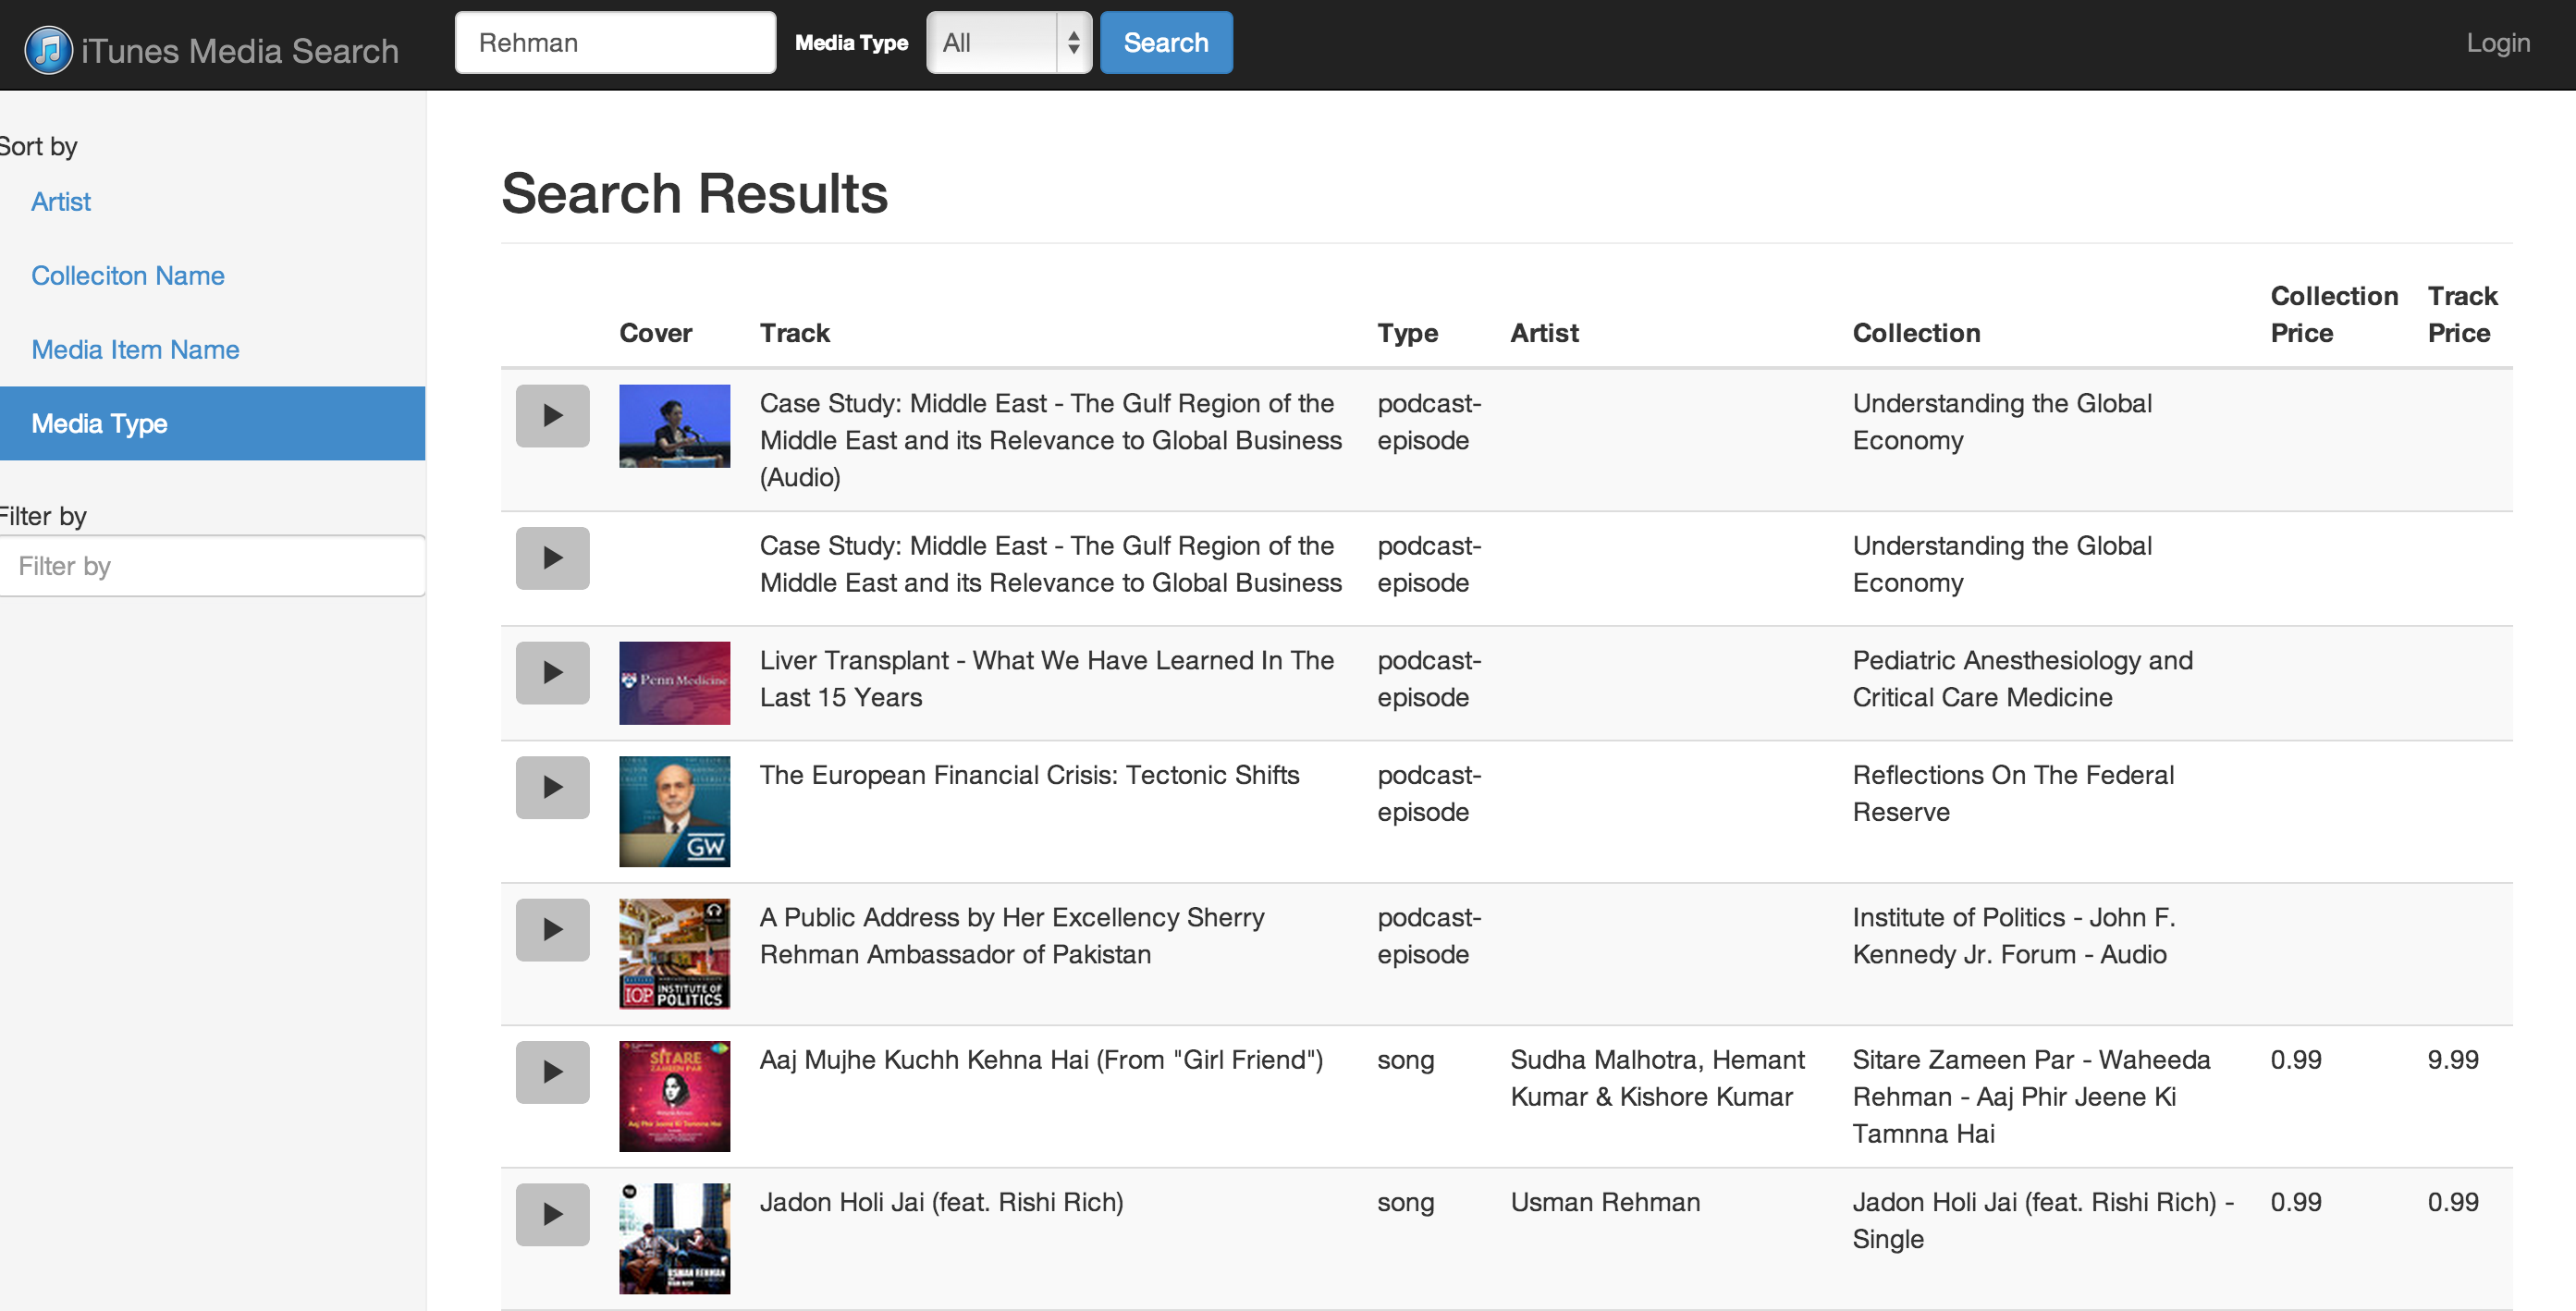 iTunes Media Search
Rehman
Media Type
All
Search
Login
Sort by
Artist
Colleciton Name
Media Item Name
Media Type
Filter by
Filter by
Search Results
Cover
Track
Type
Artist
Collection
Collection
Price
Track
Price
Case Study: Middle East - The Gulf Region of the
Middle East and its Relevance to Global Business
(Audio)
podcast-
episode
Understanding the Global
Economy
Case Study: Middle East - The Gulf Region of the
Middle East and its Relevance to Global Business
podcast-
episode
Understanding the Global
Economy
Penn Medicine
Liver Transplant - What We Have Learned In The
Last 15 Years
podcast-
episode
Pediatric Anesthesiology and
Critical Care Medicine
GW
The European Financial Crisis: Tectonic Shifts
podcast-
episode
Reflections On The Federal
Reserve
IOP
INSTITUTE OF
POLITICS
A Public Address by Her Excellency Sherry
Rehman Ambassador of Pakistan
podcast-
episode
Institute of Politics - John F.
Kennedy Jr. Forum - Audio
SITARE
ZAMEEN PAR
Aaj Phir Jeene Ki Tamnna Hai
Aaj Mujhe Kuchh Kehna Hai (From "Girl Friend")
song
Sudha Malhotra, Hemant
Kumar & Kishore Kumar
Sitare Zameen Par - Waheeda
Rehman - Aaj Phir Jeene Ki
Tamnna Hai
0.99
9.99
USMAN REHMAN
Jadon Holi Jai (feat. Rishi Rich)
song
Usman Rehman
Jadon Holi Jai (feat. Rishi Rich) -
Single
0.99
0.99